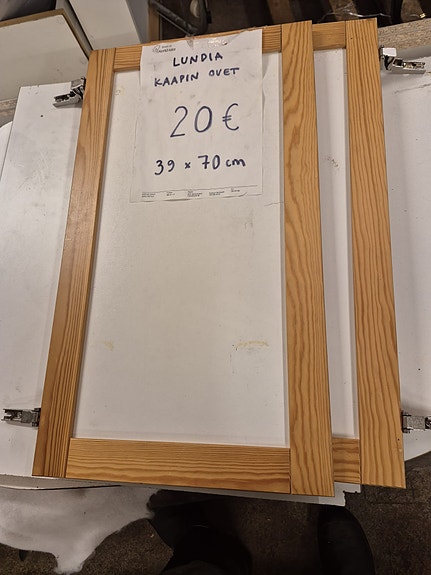 LUNDIA
KAAPIN OVET
20 €
39 x 70 cm